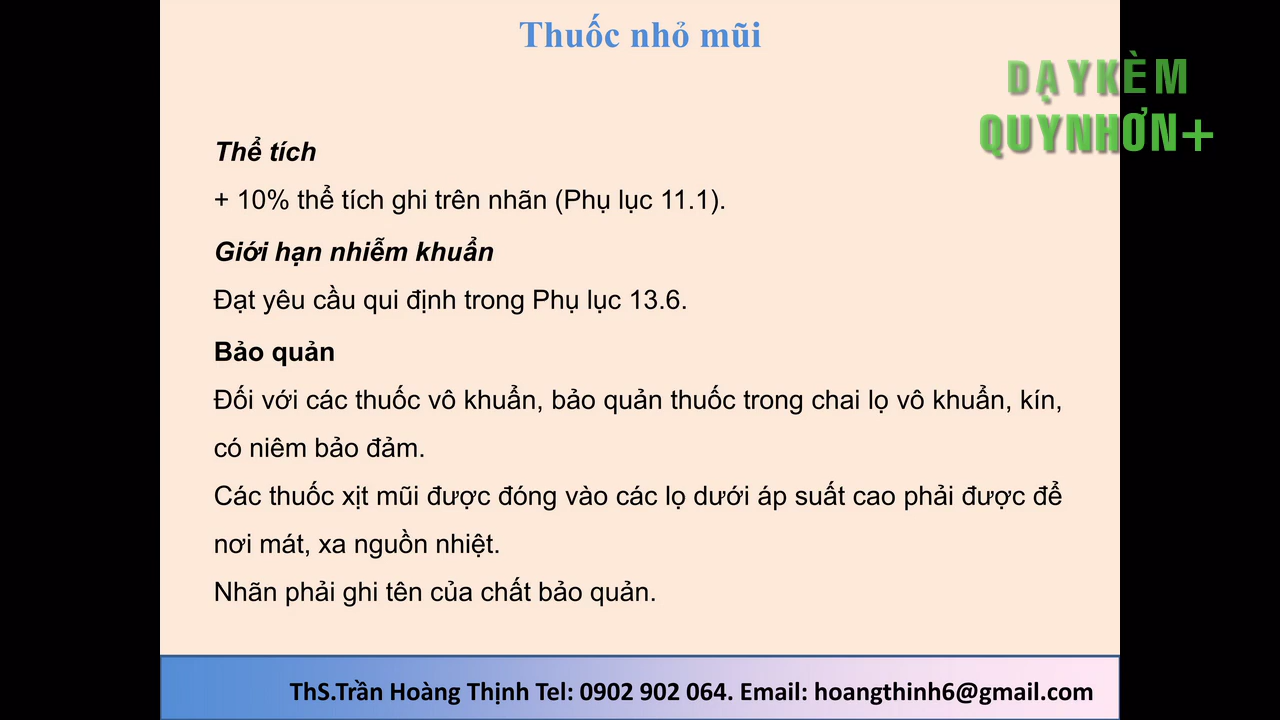 Thuốc nhỏ mũi
DẠY KÈM
QUY NHƠN+
Thể tích
+ 10% thể tích ghi trên nhãn (Phụ lục 11.1).
Giới hạn nhiễm khuẩn
Đạt yêu cầu qui định trong Phụ lục 13.6.
Bảo quản
Đối với các thuốc vô khuẩn, bảo quản thuốc trong chai lọ vô khuẩn, kín,
có niêm bảo đảm.
Các thuốc xịt mũi được đóng vào các lọ dưới áp suất cao phải được để
nơi mát, xa nguồn nhiệt.
Nhãn phải ghi tên của chất bảo quản.
ThS.Trần Hoàng Thịnh Tel: 0902 902 064. Email: hoangthinh6@gmail.com